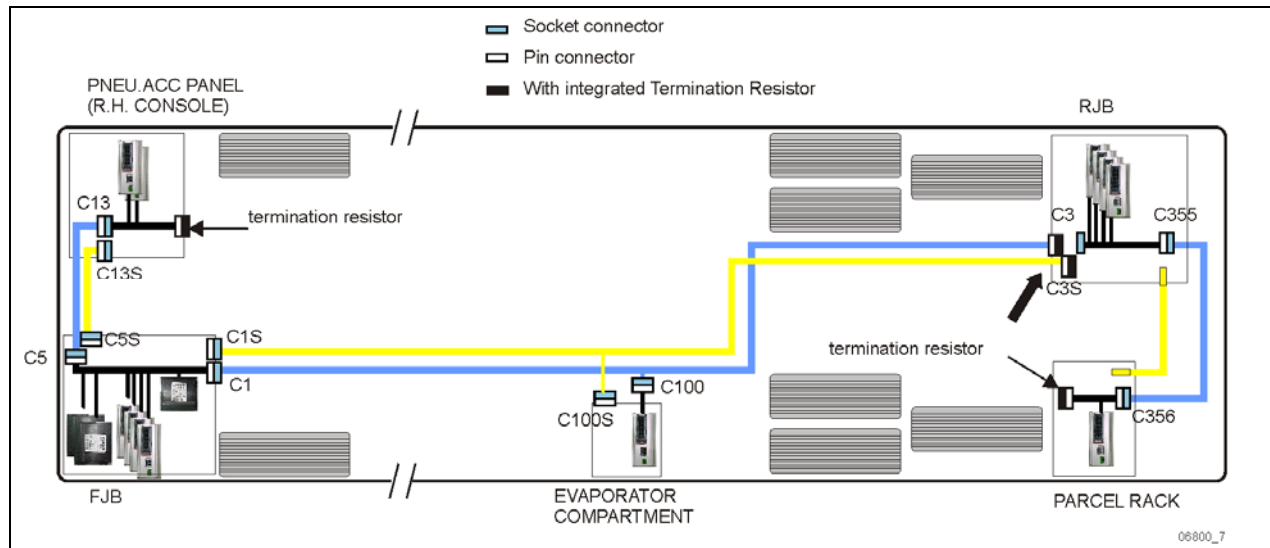 Socket connector
Pin connector
With integrated Termination Resistor
PNEU.ACC PANEL
(R.H. CONSOLE)
RJB
C13
termination resistor
C3
C355
C13S
C3S
C5S
C1S
C5
termination resistor
C1
C100
C100S
C356
FJB
EVAPORATOR
COMPARTMENT
PARCEL RACK
06800_7